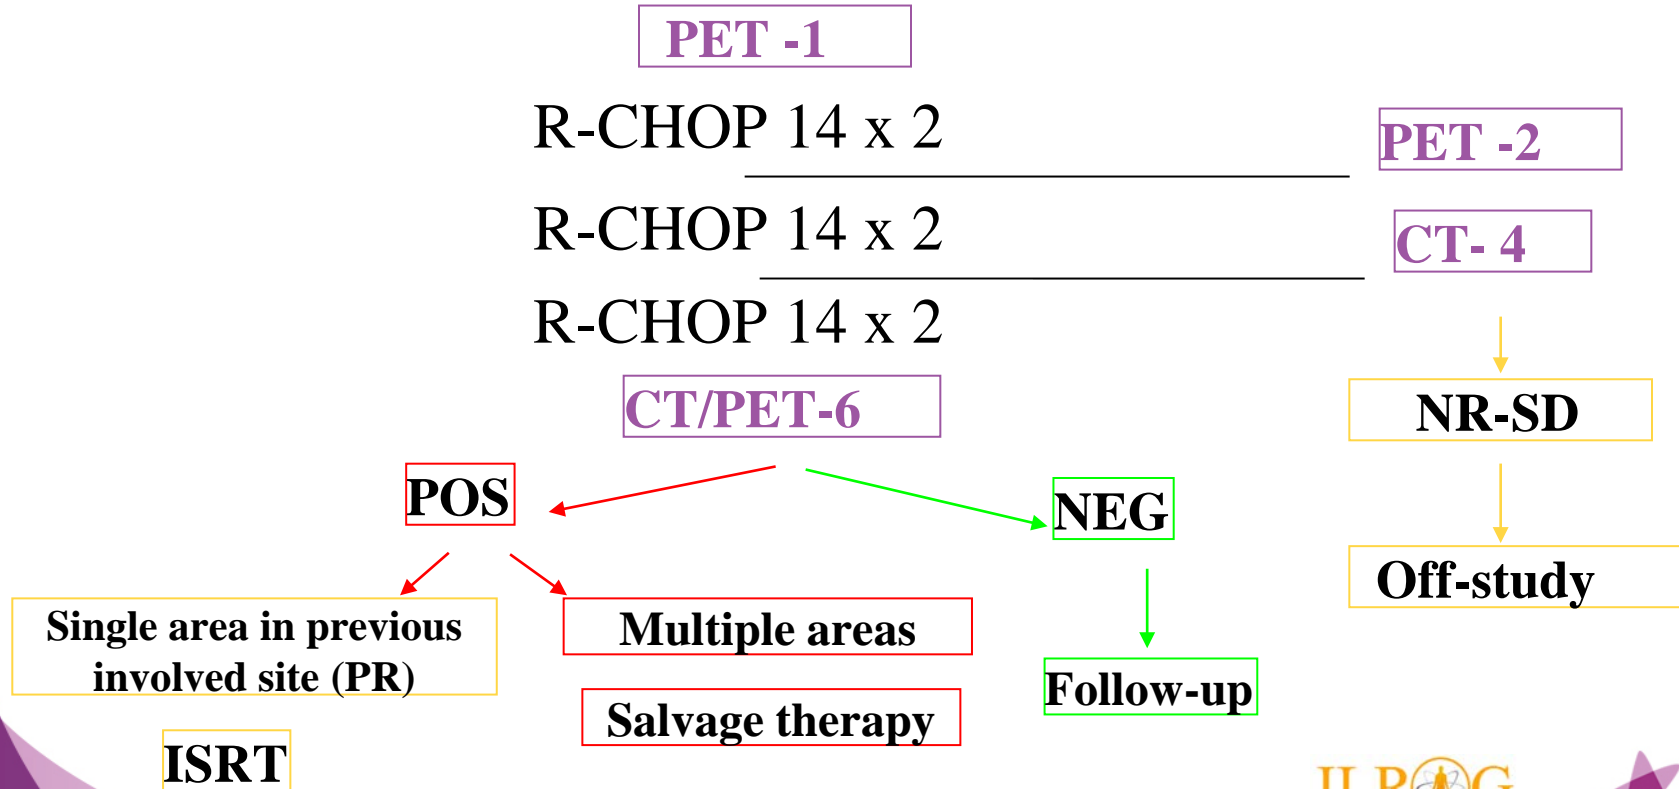 PET -1
R-CHOP 14 x 2
PET -2
R-CHOP 14 x 2
CT- 4
R-CHOP 14 x 2
CT/PET-6
NR-SD
POS
NEG
Off-study
Single area in previous
involved site (PR)
Multiple areas
Follow-up
Salvage therapy
ISRT